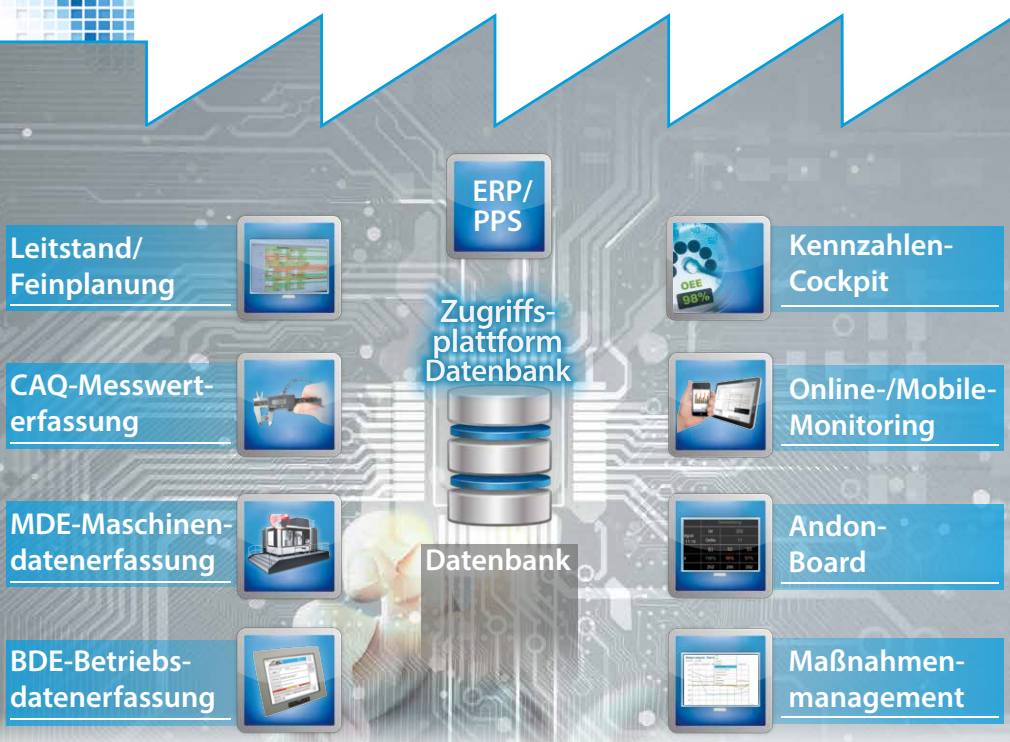 ERP/
PPS
Leitstand/
Feinplanung
Kennzahlen-
Cockpit
OEE
98%
Zugriffs-
plattform
Datenbank
CAQ-Messwert-
erfassung
Online-/Mobile-
Monitoring
MDE-Maschinen-
datenerfassung
Datenbank
Andon-
Board
BDE-Betriebs-
datenerfassung
Maßnahmen-
management